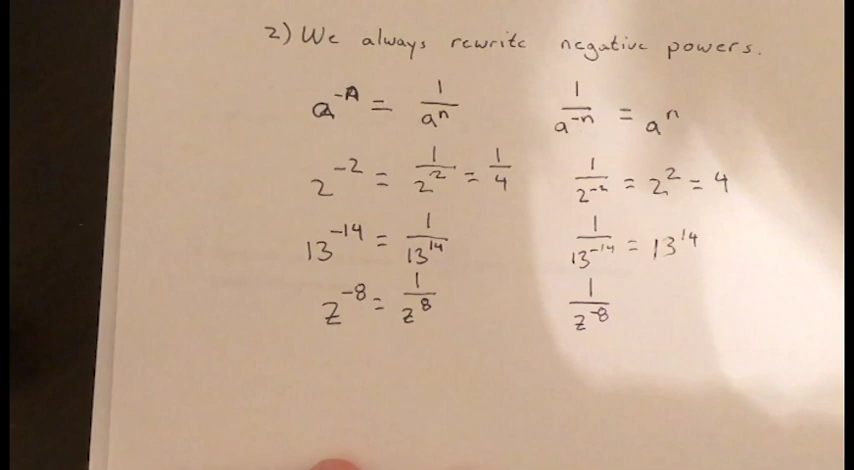 2) We always rewrite negative powers.
a^-n = 1/a^n    1/a^-n = a^n
2^-2 = 1/2^2 = 1/4    1/2^-2 = 2^2 = 4
13^-14 = 1/13^14    1/13^-14 = 13^14
z^-8 = 1/z^8    1/z^-8